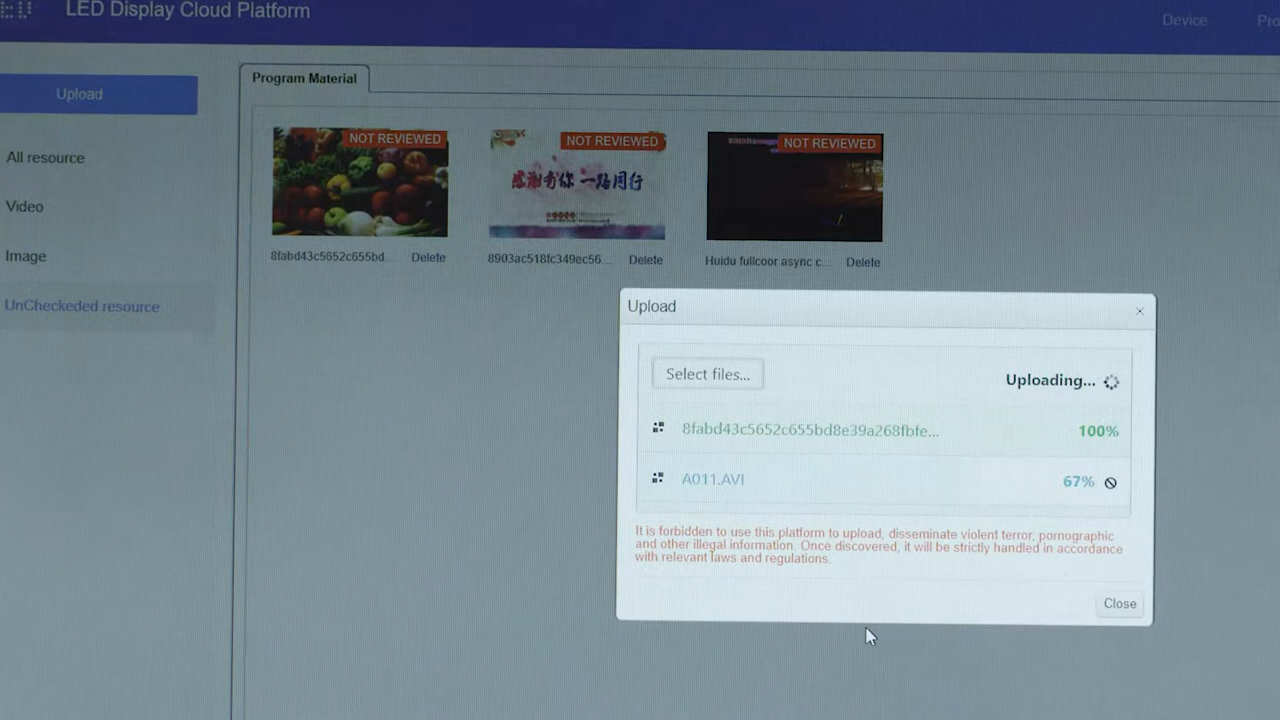 LED Display Cloud Platform
Device
Upload
Program Material
All resource
Video
Image
UnCheckeded resource
NOT REVIEWED
NOT REVIEWED
NOT REVIEWED
感谢有你 一路同行
8fabd43c5652c655bd...
Delete
8903ac518fc349ec56...
Delete
Huidu fullcoor async c...
Delete
Upload
×
Select files...
Uploading...
8fabd43c5652c655bd8e39a268fbfe...
100%
A011.AVI
67%
It is forbidden to use this platform to upload, disseminate violent terror, pornographic
and other illegal information. Once discovered, it will be strictly handled in accordance
with relevant laws and regulations.
Close